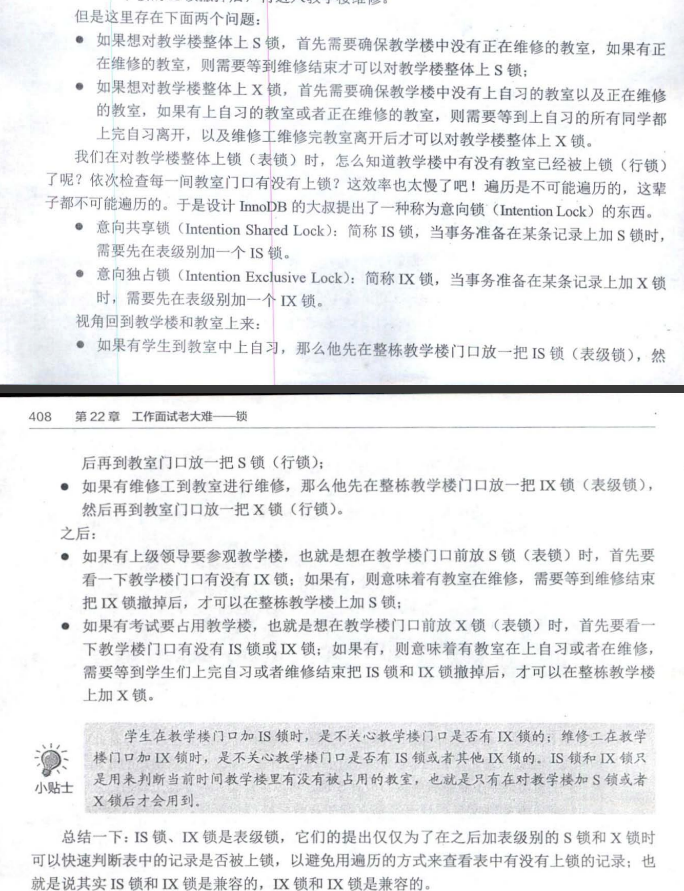 但是这里存在下面两个问题：
● 如果想对教学楼整体上 S 锁，首先需要确保教学楼中没有正在维修的教室，如果有正
在维修的教室，则需要等到维修结束才可以对教学楼整体上 S 锁；
● 如果想对教学楼整体上 X 锁，首先需要确保教学楼中没有上自习的教室以及正在维修
的教室，如果有上自习的教室或者正在维修的教室，则需要等到上自习的所有同学都
上完自习离开，以及维修工维修完教室离开后才可以对教学楼整体上 X 锁。
我们在对教学楼整体上锁（表锁）时，怎么知道教学楼中有没有教室已经被上锁（行锁）
了呢？依次检查每一间教室门口有没有上锁？这效率也太慢了吧！遍历是不可能遍历的，这辈
子都不可能遍历的。于是设计 InnoDB 的大叔提出了一种称为意向锁（Intention Lock）的东西。
● 意向共享锁（Intention Shared Lock）：简称 IS 锁，当事务准备在某条记录上加 S 锁时，
需要先在表级别加一个 IS 锁。
● 意向独占锁（Intention Exclusive Lock）：简称 IX 锁，当事务准备在某条记录上加 X 锁
时，需要先在表级别加一个 IX 锁。
视角回到教学楼和教室上来：
● 如果有学生到教室中上自习，那么他先在整栋教学楼门口放一把 IS 锁（表级锁），然
408 第 22 章 工作面试老大难——锁
后再到教室门口放一把 S 锁（行锁）；
● 如果有维修工到教室进行维修，那么他先在整栋教学楼门口放一把 IX 锁（表级锁），
然后再到教室门口放一把 X 锁（行锁）。
之后：
● 如果有上级领导要参观教学楼，也就是想在教学楼门口前放 S 锁（表锁）时，首先要
看一下教学楼门口有没有 IX 锁；如果有，则意味着有教室在维修，需要等到维修结束
把 IX 锁撤掉后，才可以在整栋教学楼上加 S 锁；
● 如果有考试要占用教学楼，也就是想在教学楼门口前放 X 锁（表锁）时，首先要看一
下教学楼门口有没有 IS 锁或 IX 锁；如果有，则意味着有教室在上自习或者在维修，
需要等到学生们上完自习或者维修结束把 IS 锁和 IX 锁撤掉后，才可以在整栋教学楼
上加 X 锁。
学生在教学楼门口加 IS 锁时，是不关心教学楼门口是否有 IX 锁的；维修工在教学
楼门口加 IX 锁时，是不关心教学楼门口是否有 IS 锁或者其他 IX 锁的。IS 锁和 IX 锁只
是用来判断当前时间教学楼里有没有被占用的教室，也就是只有在对教学楼加 S 锁或者
X 锁后才会用到。
小贴士
总结一下：IS 锁、IX 锁是表级锁，它们的提出仅仅为了在之后加表级别的 S 锁和 X 锁时
可以快速判断表中的记录是否被上锁，以避免用遍历的方式来查看表中有没有上锁的记录；也
就是说其实 IS 锁和 IX 锁是兼容的，IX 锁和 IX 锁是兼容的。